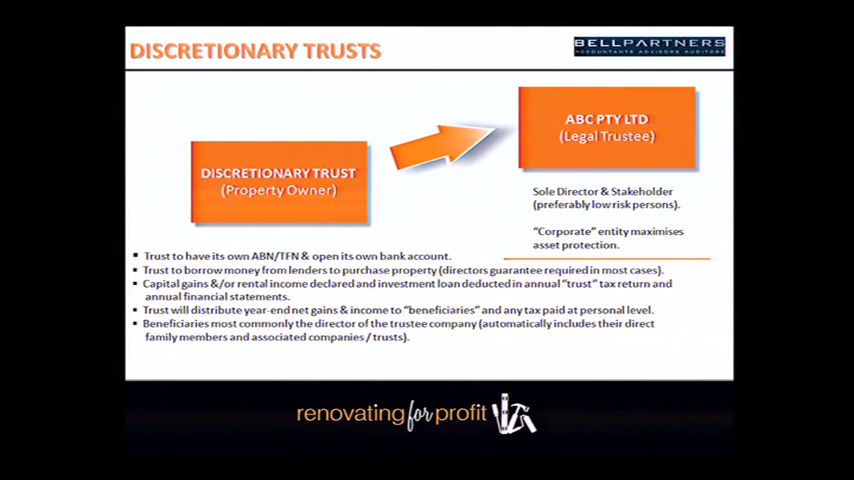 DISCRETIONARY TRUSTS
BELLPARTNERS
ACCOUNTANTS ADVISORS AUDITORS
ABC PTY LTD
(Legal Trustee)
DISCRETIONARY TRUST
(Property Owner)
Sole Director & Stakeholder
(preferably low risk persons).
“Corporate” entity maximises
asset protection.
▪ Trust to have its own ABN/TFN & open its own bank account.
▪ Trust to borrow money from lenders to purchase property (directors guarantee required in most cases).
▪ Capital gains &/or rental income declared and investment loan deducted in annual “trust” tax return and
annual financial statements.
▪ Trust will distribute year-end net gains & income to “beneficiaries” and any tax paid at personal level.
▪ Beneficiaries most commonly the director of the trustee company (automatically includes their direct
family members and associated companies / trusts).
renovating for profit